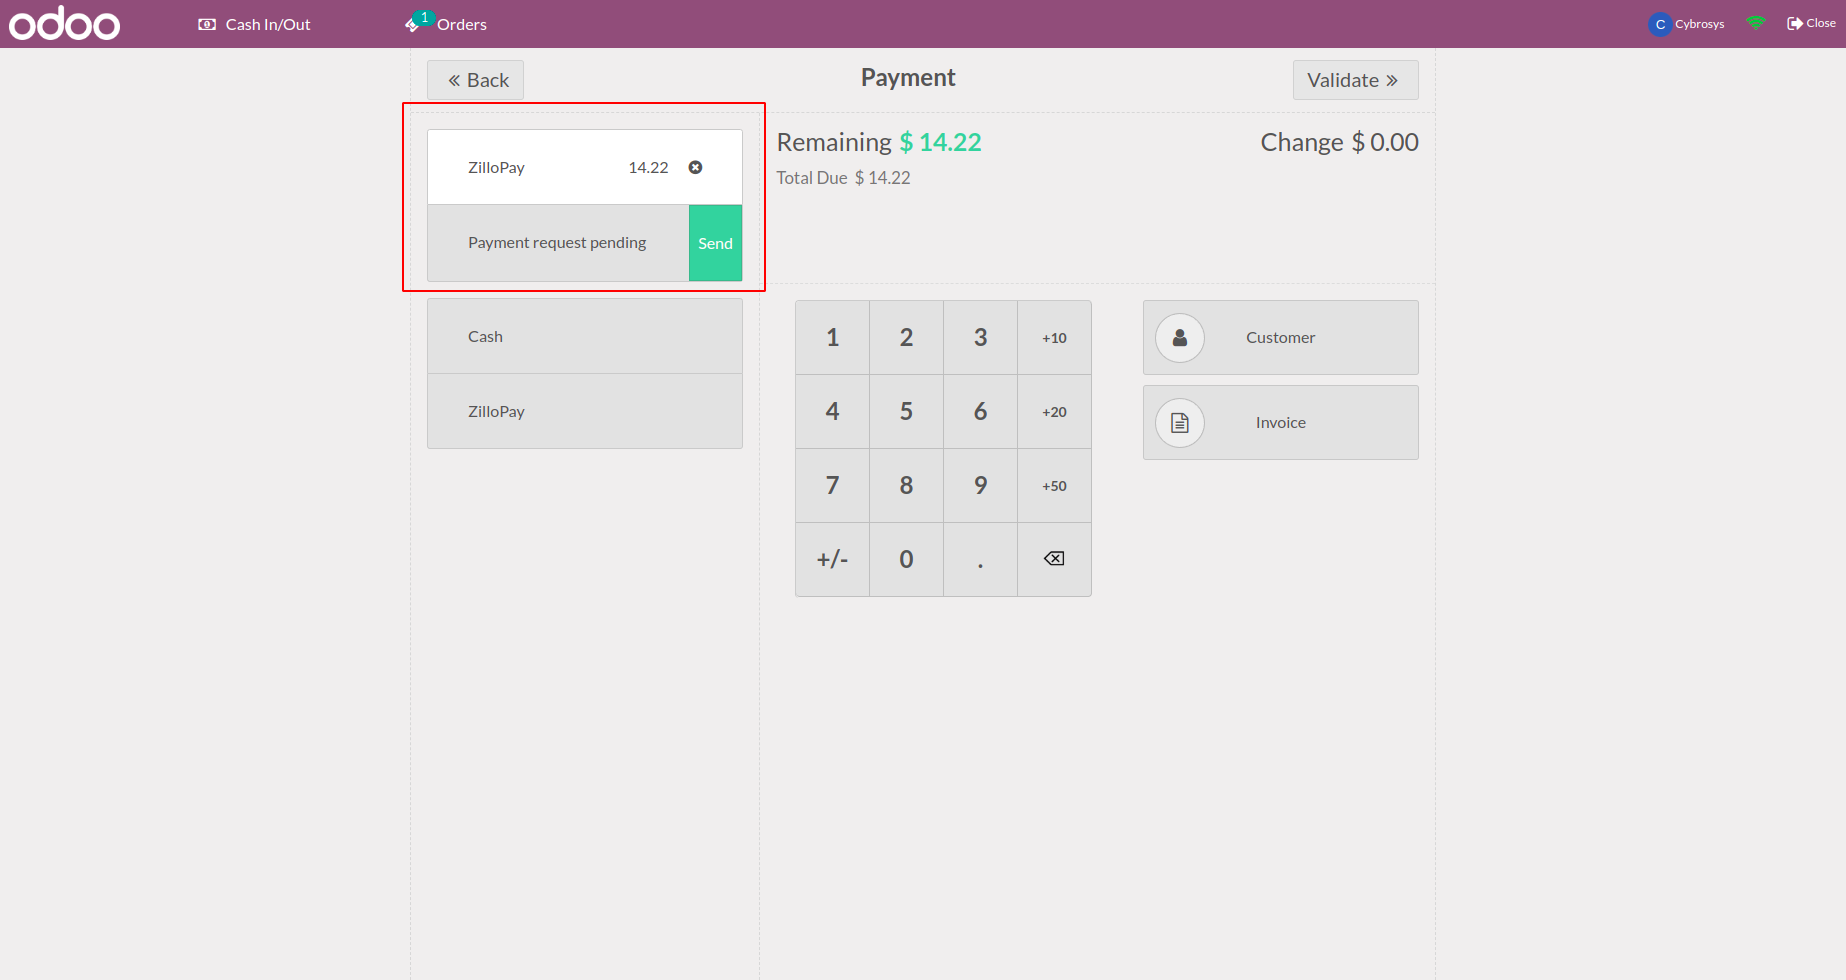 odoo Cash In/Out 1 Orders C Cybrosys Close
Back Payment Validate
ZilloPay 14.22
Payment request pending Send
Remaining $ 14.22 Change $ 0.00
Total Due $ 14.22
Cash
ZilloPay
1 2 3 +10
4 5 6 +20
7 8 9 +50
+/- 0 .
Customer
Invoice